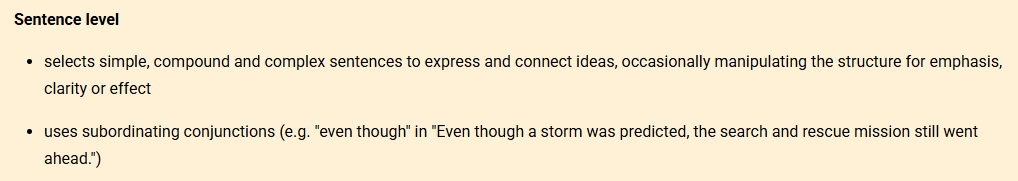 Sentence level
• selects simple, compound and complex sentences to express and connect ideas, occasionally manipulating the structure for emphasis,
clarity or effect
• uses subordinating conjunctions (e.g. "even though" in "Even though a storm was predicted, the search and rescue mission still went
ahead.")